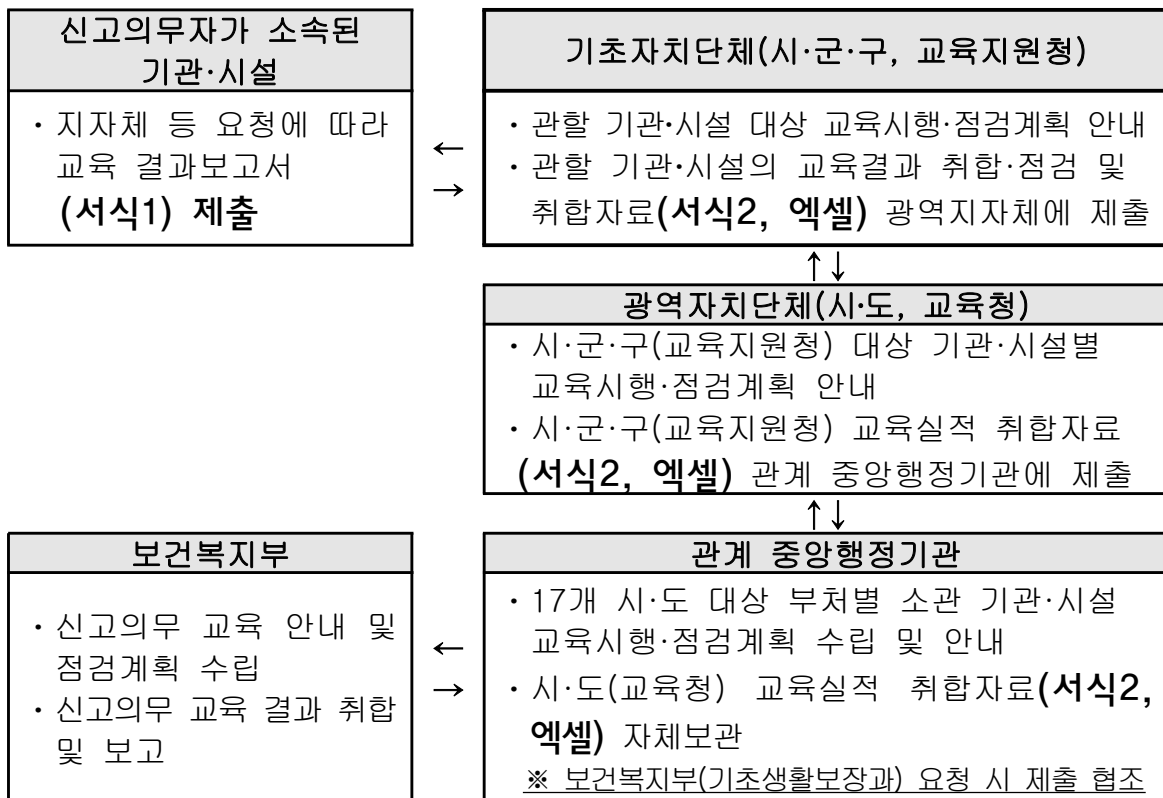 신고의무자가 소속된
기관·시설
· 지자체 등 요청에 따라
교육 결과보고서
(서식1) 제출
←
→
기초자치단체(시·군·구, 교육지원청)
· 관할 기관·시설 대상 교육시행·점검계획 안내
· 관할 기관·시설의 교육결과 취합·점검 및
취합자료(서식2, 엑셀) 광역지자체에 제출
↑↓
광역자치단체(시·도, 교육청)
· 시·군·구(교육지원청) 대상 기관·시설별
교육시행·점검계획 안내
· 시·군·구(교육지원청) 교육실적 취합자료
(서식2, 엑셀) 관계 중앙행정기관에 제출
↑↓
보건복지부
· 신고의무 교육 안내 및
점검계획 수립
· 신고의무 교육 결과 취합
및 보고
←
→
관계 중앙행정기관
· 17개 시·도 대상 부처별 소관 기관·시설
교육시행·점검계획 수립 및 안내
· 시·도(교육청) 교육실적 취합자료(서식2,
엑셀) 자체보관
※ 보건복지부(기초생활보장과) 요청 시 제출 협조